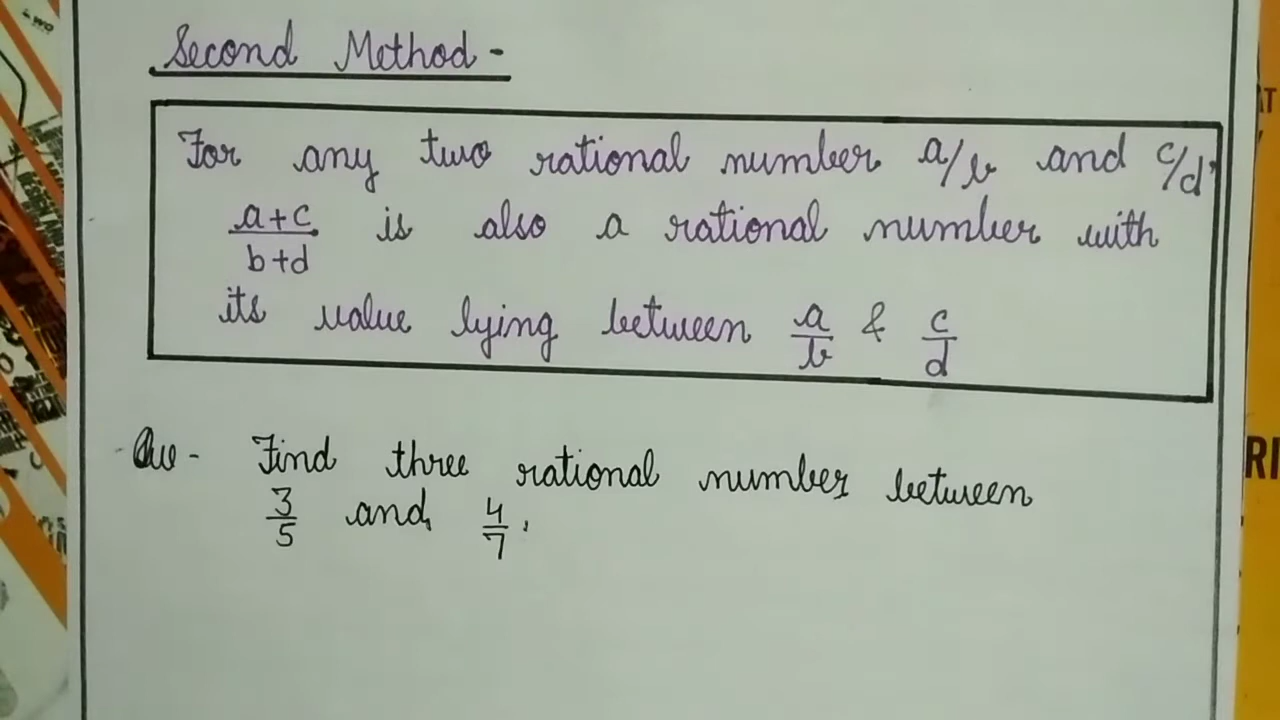 Second Method -
For any two rational number a/b and c/d,
a+c/b+d is also a rational number with
its value lying between a/b & c/d
Que - Find three rational number between
3/5 and 4/7.